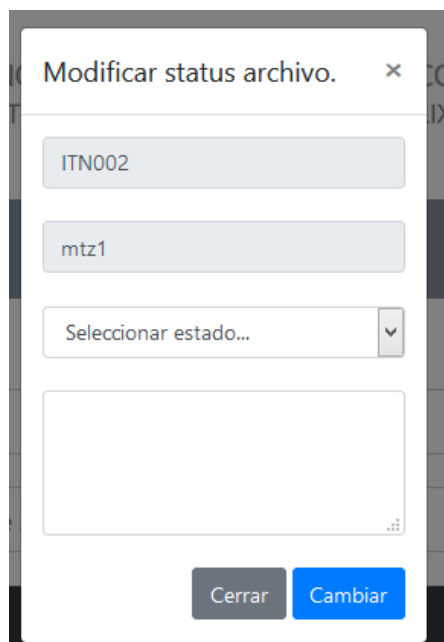 Modificar status archivo. ×
ITN002
mtz1
Seleccionar estado...
Cerrar Cambiar